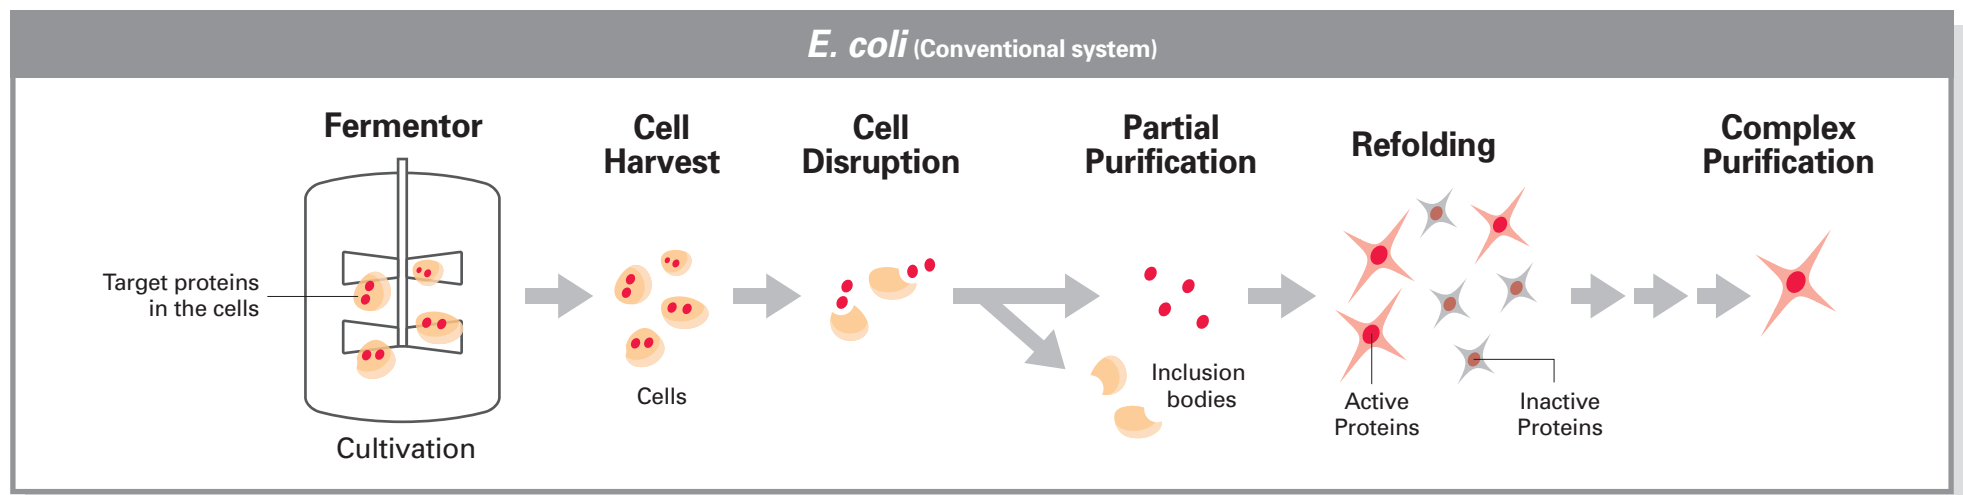 E. coli (Conventional system)
Fermentor
Cell
Harvest
Cell
Disruption
Partial
Purification
Refolding
Complex
Purification
Target proteins
in the cells
Cultivation
Cells
Inclusion
bodies
Active
Proteins
Inactive
Proteins